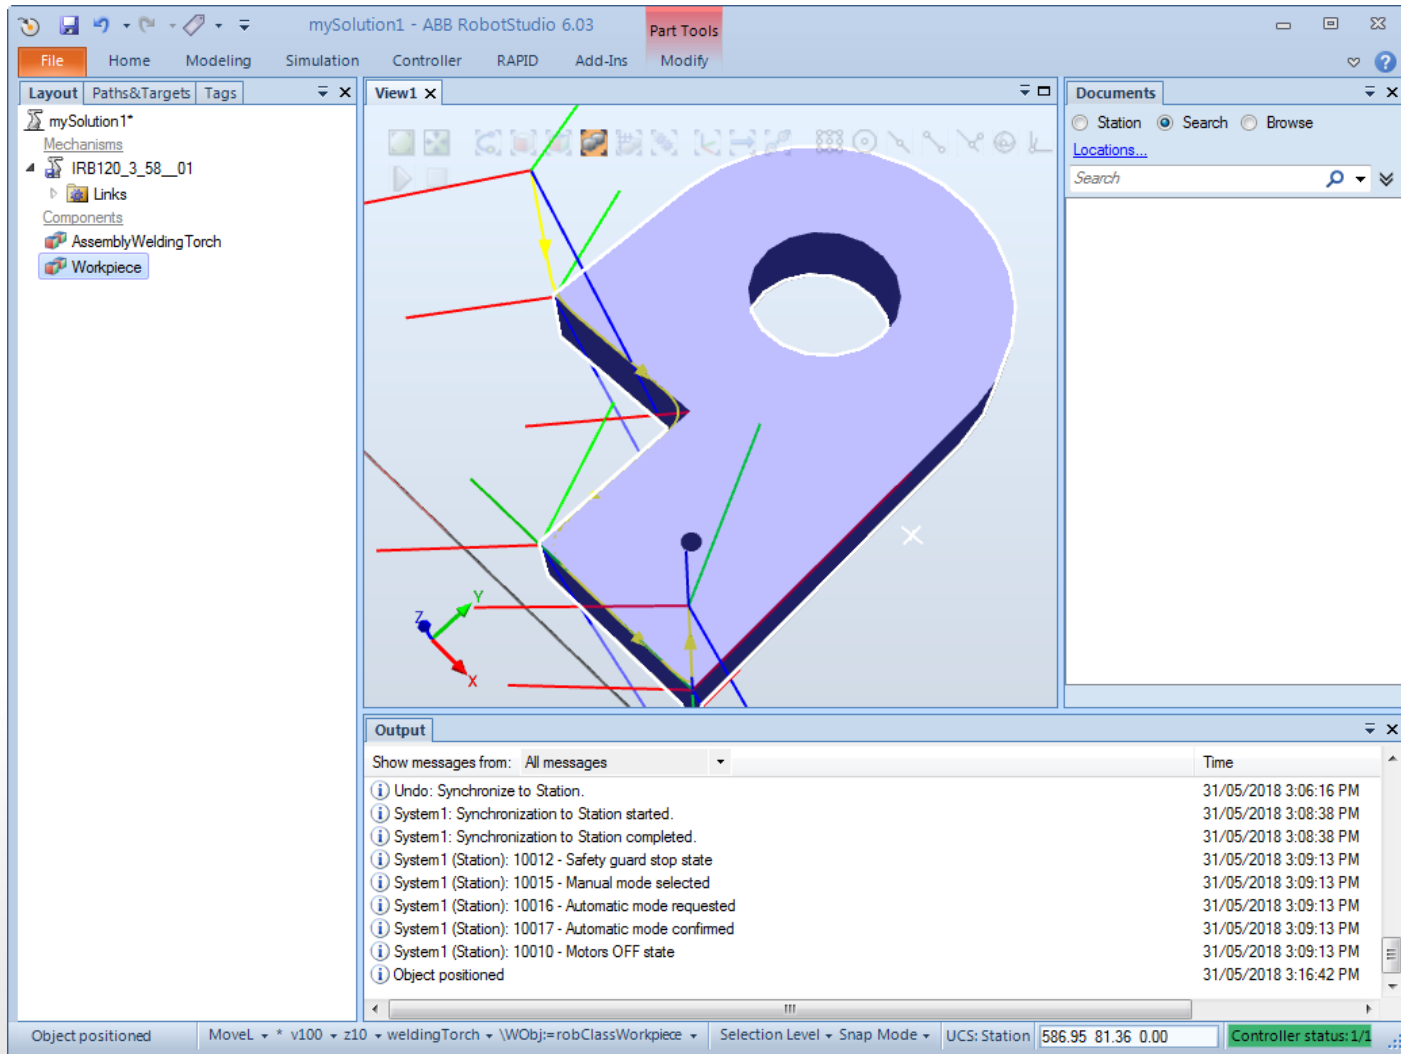 mySolution1 - ABB RobotStudio 6.03
Part Tools
File Home Modeling Simulation Controller RAPID Add-Ins Modify
Layout Paths&Targets Tags
mySolution1*
Mechanisms
IRB120_3_58__01
Links
Components
AssemblyWeldingTorch
Workpiece
View1
Z
Y
X
Documents
Station Search Browse
Locations...
Search
Output
Show messages from: All messages Time
Undo: Synchronize to Station. 31/05/2018 3:06:16 PM
System1: Synchronization to Station started. 31/05/2018 3:08:38 PM
System1: Synchronization to Station completed. 31/05/2018 3:08:38 PM
System1 (Station): 10012 - Safety guard stop state 31/05/2018 3:09:13 PM
System1 (Station): 10015 - Manual mode selected 31/05/2018 3:09:13 PM
System1 (Station): 10016 - Automatic mode requested 31/05/2018 3:09:13 PM
System1 (Station): 10017 - Automatic mode confirmed 31/05/2018 3:09:13 PM
System1 (Station): 10010 - Motors OFF state 31/05/2018 3:09:13 PM
Object positioned 31/05/2018 3:16:42 PM
Object positioned MoveL * v100 z10 weldingTorch \WObj:=robClassWorkpiece Selection Level Snap Mode UCS: Station 586.95 81.36 0.00 Controller status: 1/1